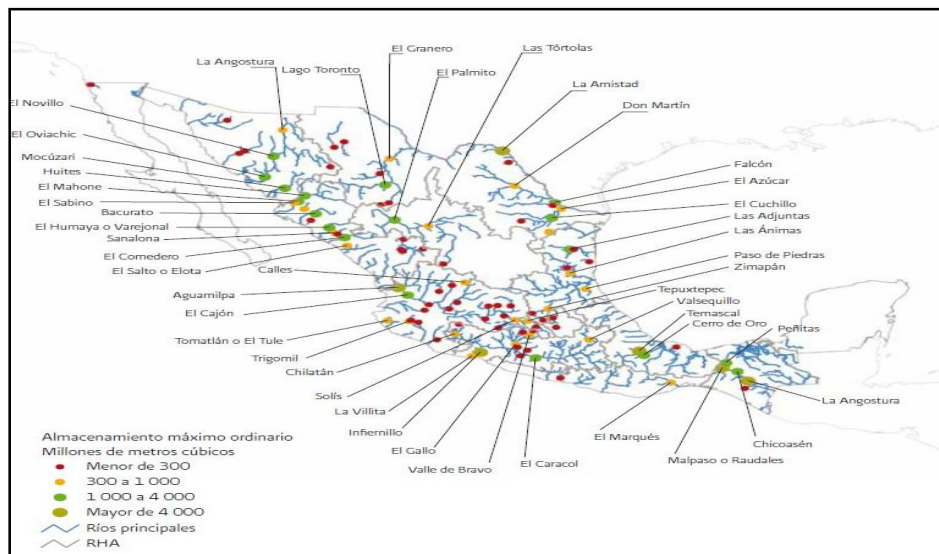 El Granero
Las Tórtolas
La Angostura
Lago Toronto
El Palmito
La Amistad
Don Martín
El Novillo
El Oviachic
Mocúzari
Huites
El Mahone
El Sabino
Bacurato
El Humaya o Varejonal
Sanalona
El Comedero
El Salto o Elota
Calles
Aguamilpa
El Cajón
Tomatlán o El Tule
Trigomil
Chilatán
Solís
La Villita
Infiernillo
El Gallo
Valle de Bravo
El Caracol
Falcón
El Azúcar
El Cuchillo
Las Adjuntas
Las Ánimas
Paso de Piedras
Zimapán
Tepuxtepec
Valsequillo
Temascal
Cerro de Oro
Peñitas
La Angostura
Chicoasén
Malpaso o Raudales
El Marqués
Almacenamiento máximo ordinario
Millones de metros cúbicos
Menor de 300
300 a 1 000
1 000 a 4 000
Mayor de 4 000
Ríos principales
RHA